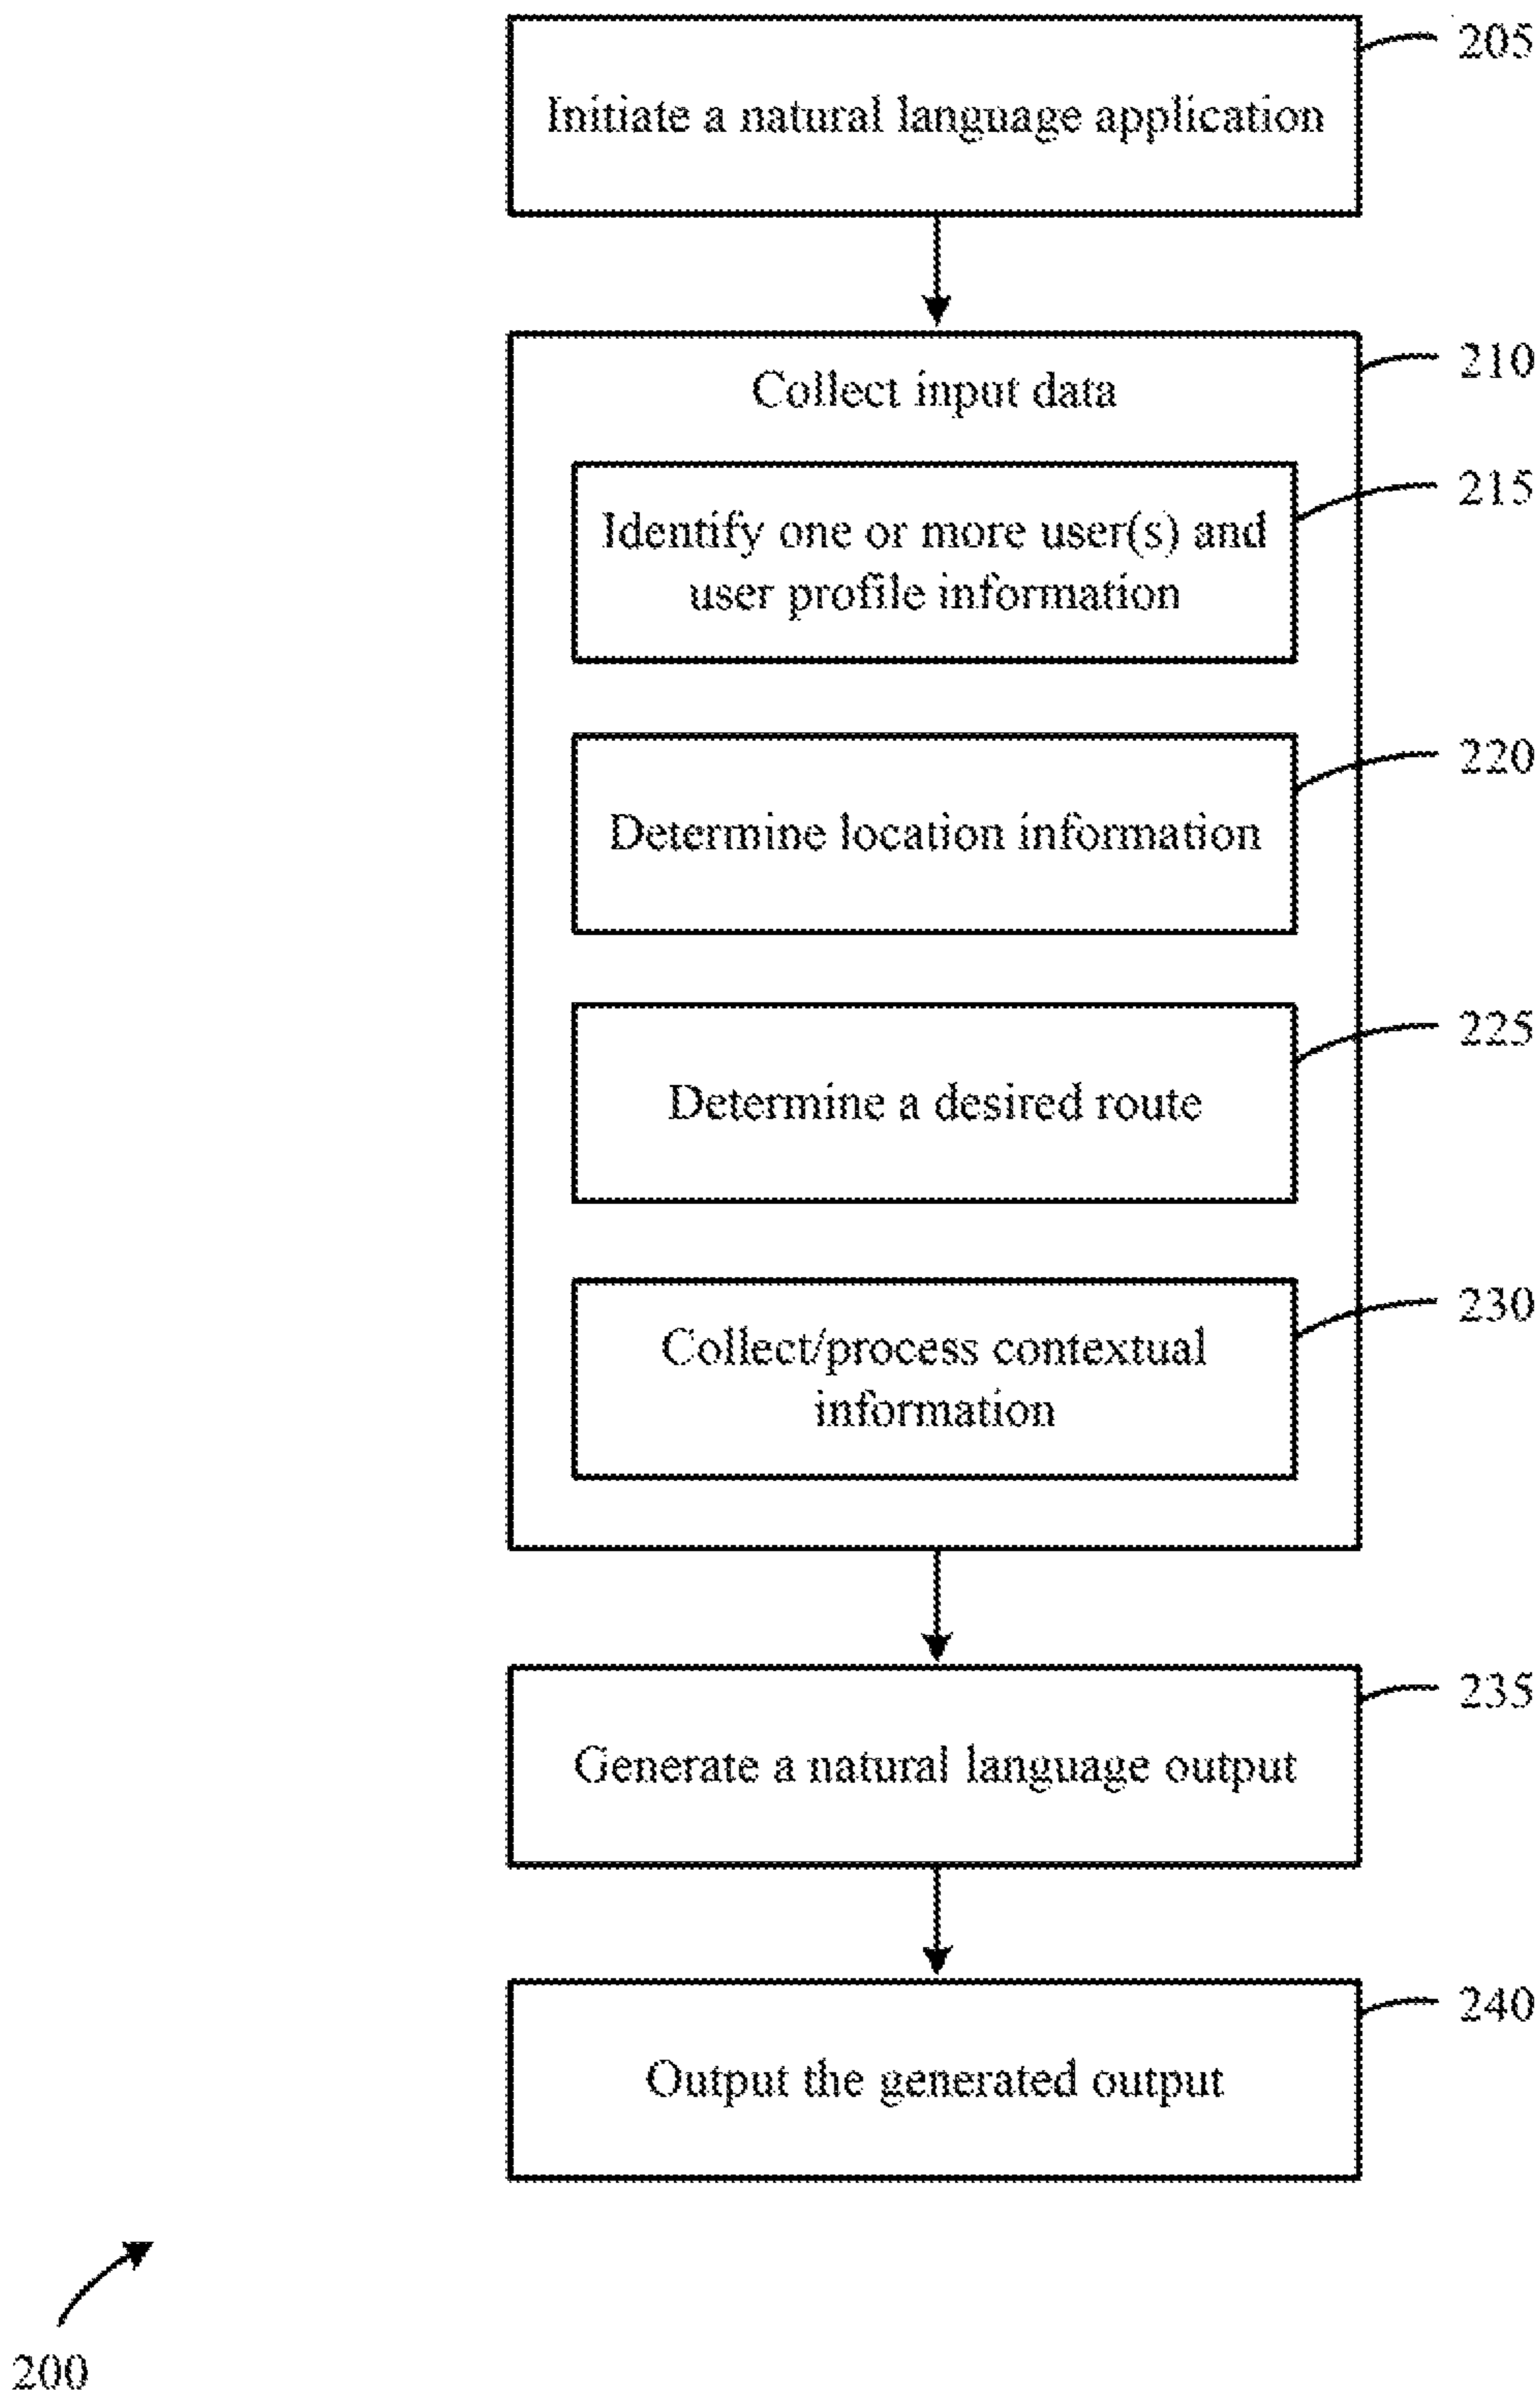 205
Initiate a natural language application
210
Collect input data
215
Identify one or more user(s) and
user profile information
220
Determine location information
225
Determine a desired route
230
Collect/process contextual
information
235
Generate a natural language output
240
Output the generated output
200